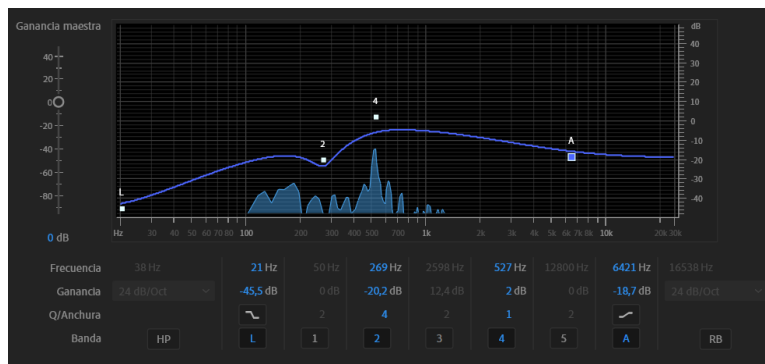 Ganancia maestra
40
20
0
-20
-40
-60
-80
0 dB
dB
40
30
20
10
0
-10
-20
-30
-40
L
2
4
A
Hz 30 40 50 60 70 80 100 200 300 400 500 700 1k 2k 3k 4k 5k 6k 7k 8k 10k 20k 30k
Frecuencia 38 Hz 21 Hz 50 Hz 269 Hz 2598 Hz 527 Hz 12800 Hz 6421 Hz 16538 Hz
Ganancia 24 dB/Oct -45,5 dB 0 dB -20,2 dB 12,4 dB 2 dB 0 dB -18,7 dB 24 dB/Oct
Q/Anchura 2 4 2 1 2
Banda HP L 1 2 3 4 5 A RB